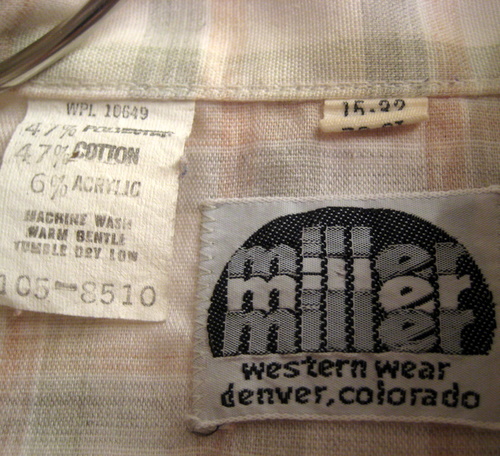 WPL 10649
47% POLYESTER
47% COTTON
6% ACRYLIC
MACHINE WASH
WARM GENTLE
TUMBLE DRY LOW
105-8510
miller
miller
miller
western wear
denver, colorado